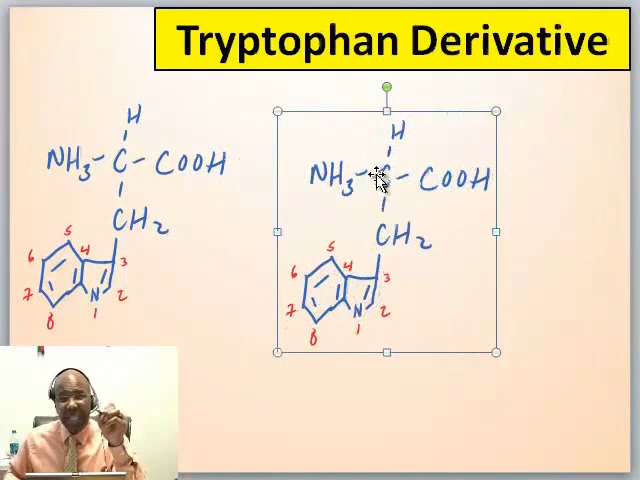 Tryptophan Derivative
H
NH3 - C - COOH
CH2
5
6 4 3
7 N 2
8 1
H
NH3 - C - COOH
CH2
5
6 4 3
7 N 2
8 1